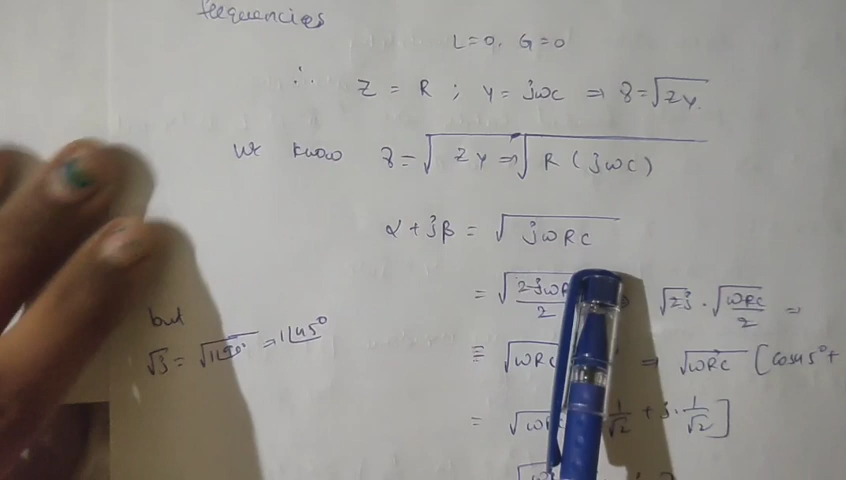 frequencies
L=0, G=0
∴ Z = R ; Y = jωC ⇒ γ = √ZY.
We know γ = √ZY ⇒ √R(jωC)
α + jβ = √jωRC
= √2jωR/2 √2j · √ωRC/2 =
but
√j = √1∠90° = 1∠45°
= √ωRC ⇒ √ωRC [cos45°+
= √ωR 1/√2 + j·1/√2]